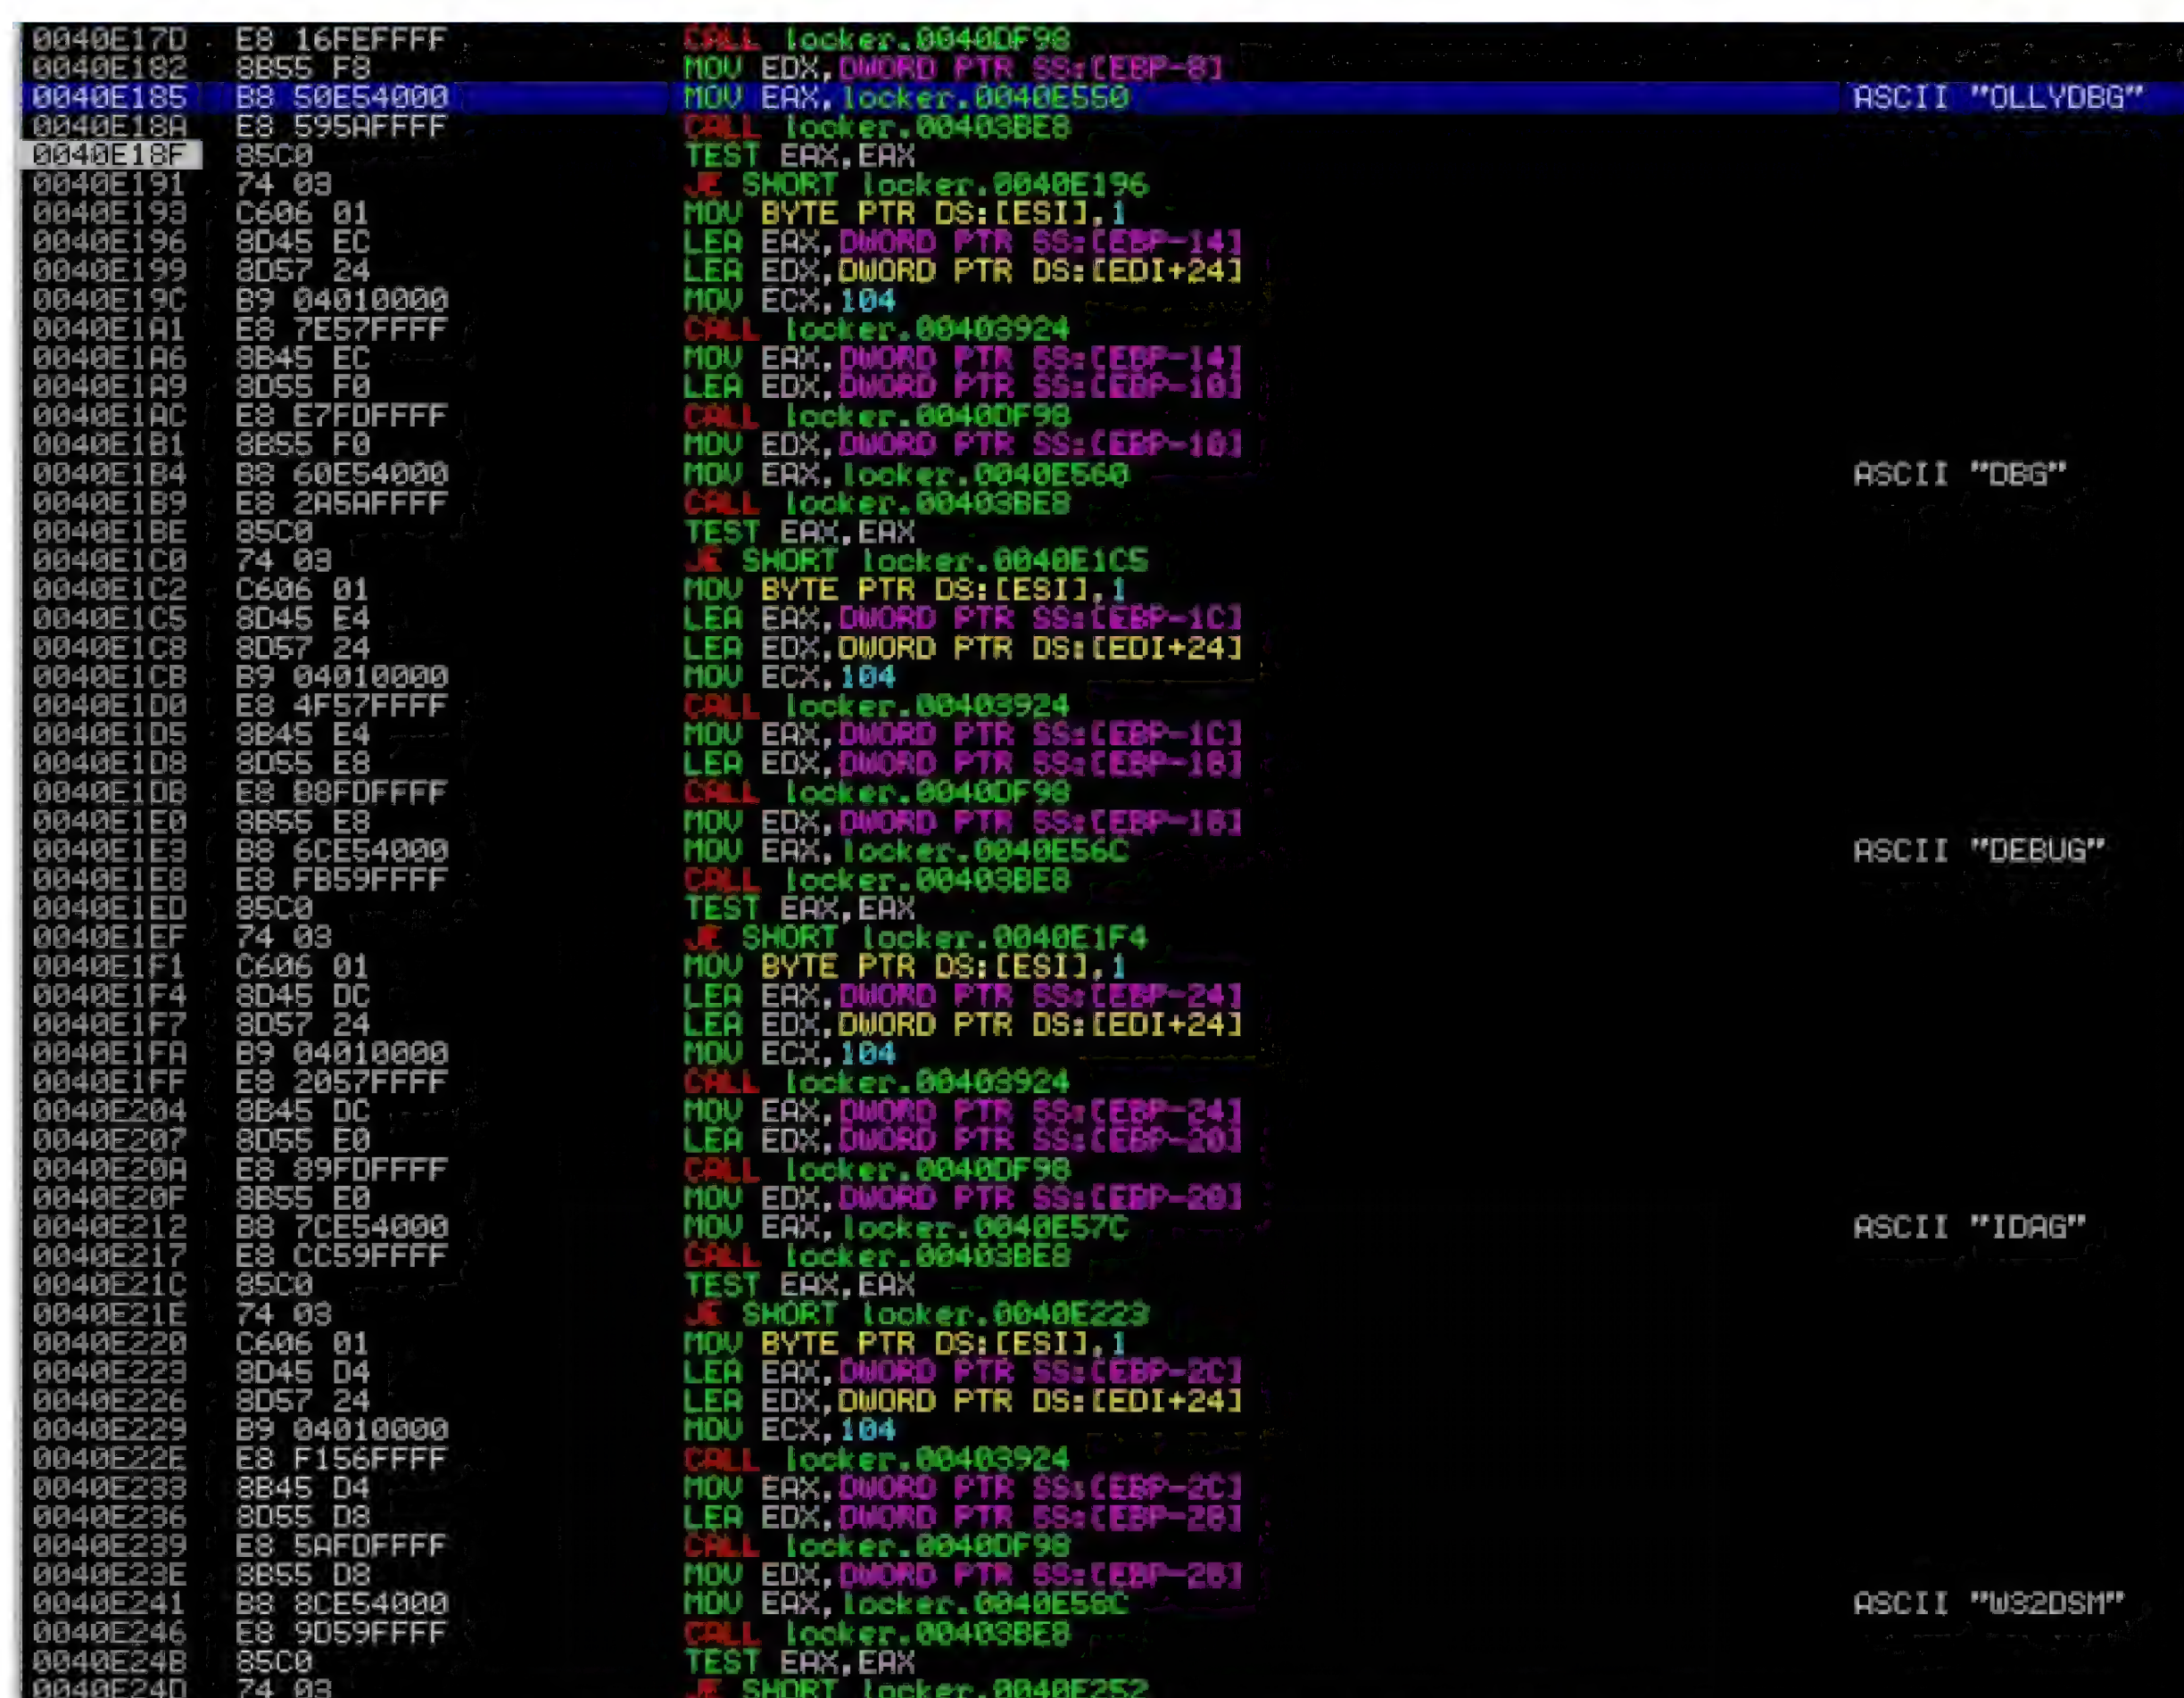 0040E17D E8 16FEFFFF CALL locker.0040DF98
0040E182 8B55 F8 MOV EDX,DWORD PTR SS:[EBP-8]
0040E185 B8 50E54000 MOV EAX,locker.0040E550 ASCII "OLLYDBG"
0040E18A E8 595AFFFF CALL locker.00403BE8
0040E18F 85C0 TEST EAX,EAX
0040E191 74 03 JE SHORT locker.0040E196
0040E193 C606 01 MOV BYTE PTR DS:[ESI],1
0040E196 8D45 EC LEA EAX,DWORD PTR SS:[EBP-14]
0040E199 8D57 24 LEA EDX,DWORD PTR DS:[EDI+24]
0040E19C B9 04010000 MOV ECX,104
0040E1A1 E8 7E57FFFF CALL locker.00403924
0040E1A6 8B45 EC MOV EAX,DWORD PTR SS:[EBP-14]
0040E1A9 8D55 F0 LEA EDX,DWORD PTR SS:[EBP-10]
0040E1AC E8 E7FDFFFF CALL locker.0040DF98
0040E1B1 8B55 F0 MOV EDX,DWORD PTR SS:[EBP-10]
0040E1B4 B8 60E54000 MOV EAX,locker.0040E560 ASCII "DBG"
0040E1B9 E8 2A5AFFFF CALL locker.00403BE8
0040E1BE 85C0 TEST EAX,EAX
0040E1C0 74 03 JE SHORT locker.0040E1C5
0040E1C2 C606 01 MOV BYTE PTR DS:[ESI],1
0040E1C5 8D45 E4 LEA EAX,DWORD PTR SS:[EBP-1C]
0040E1C8 8D57 24 LEA EDX,DWORD PTR DS:[EDI+24]
0040E1CB B9 04010000 MOV ECX,104
0040E1D0 E8 4F57FFFF CALL locker.00403924
0040E1D5 8B45 E4 MOV EAX,DWORD PTR SS:[EBP-1C]
0040E1D8 8D55 E8 LEA EDX,DWORD PTR SS:[EBP-18]
0040E1DB E8 B8FDFFFF CALL locker.0040DF98
0040E1E0 8B55 E8 MOV EDX,DWORD PTR SS:[EBP-18]
0040E1E3 B8 6CE54000 MOV EAX,locker.0040E56C ASCII "DEBUG"
0040E1E8 E8 FB59FFFF CALL locker.00403BE8
0040E1ED 85C0 TEST EAX,EAX
0040E1EF 74 03 JE SHORT locker.0040E1F4
0040E1F1 C606 01 MOV BYTE PTR DS:[ESI],1
0040E1F4 8D45 DC LEA EAX,DWORD PTR SS:[EBP-24]
0040E1F7 8D57 24 LEA EDX,DWORD PTR DS:[EDI+24]
0040E1FA B9 04010000 MOV ECX,104
0040E1FF E8 2057FFFF CALL locker.00403924
0040E204 8B45 DC MOV EAX,DWORD PTR SS:[EBP-24]
0040E207 8D55 E0 LEA EDX,DWORD PTR SS:[EBP-20]
0040E20A E8 89FDFFFF CALL locker.0040DF98
0040E20F 8B55 E0 MOV EDX,DWORD PTR SS:[EBP-20]
0040E212 B8 7CE54000 MOV EAX,locker.0040E57C ASCII "IDAG"
0040E217 E8 CC59FFFF CALL locker.00403BE8
0040E21C 85C0 TEST EAX,EAX
0040E21E 74 03 JE SHORT locker.0040E223
0040E220 C606 01 MOV BYTE PTR DS:[ESI],1
0040E223 8D45 D4 LEA EAX,DWORD PTR SS:[EBP-2C]
0040E226 8D57 24 LEA EDX,DWORD PTR DS:[EDI+24]
0040E229 B9 04010000 MOV ECX,104
0040E22E E8 F156FFFF CALL locker.00403924
0040E233 8B45 D4 MOV EAX,DWORD PTR SS:[EBP-2C]
0040E236 8D55 D8 LEA EDX,DWORD PTR SS:[EBP-28]
0040E239 E8 5AFDFFFF CALL locker.0040DF98
0040E23E 8B55 D8 MOV EDX,DWORD PTR SS:[EBP-28]
0040E241 B8 8CE54000 MOV EAX,locker.0040E58C ASCII "W32DSM"
0040E246 E8 9D59FFFF CALL locker.00403BE8
0040E24B 85C0 TEST EAX,EAX
0040E24D 74 03 JE SHORT locker.0040E252